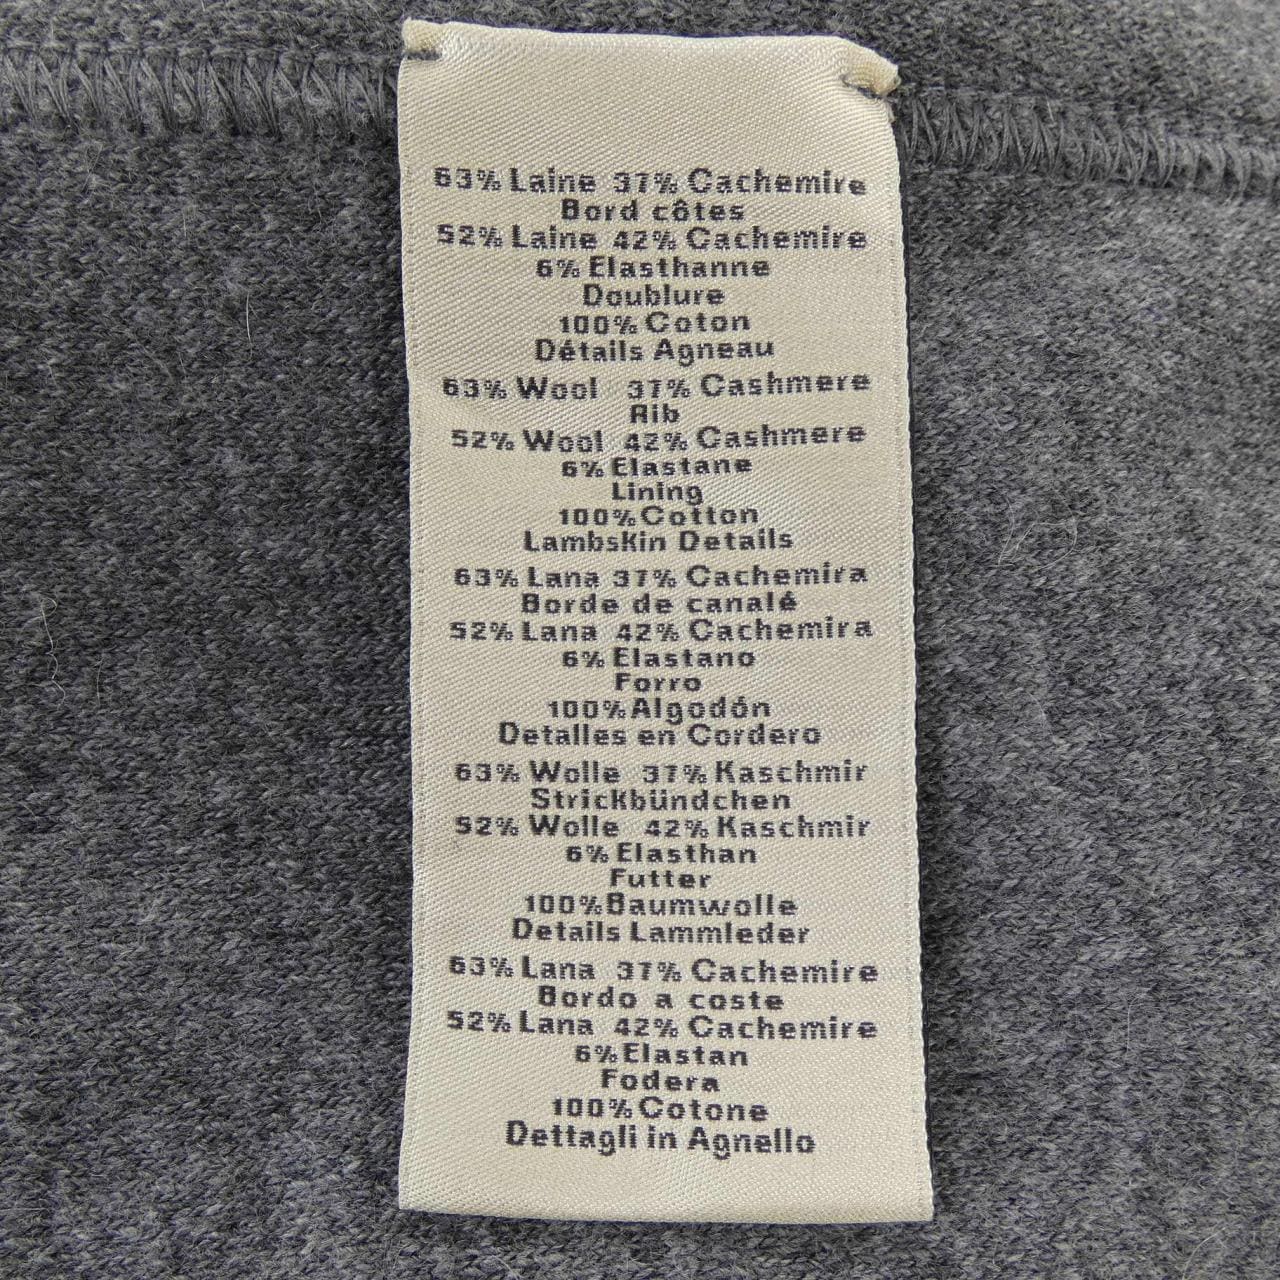 63% Laine 37% Cachemire
Bord côtes
52% Laine 42% Cachemire
6% Elasthanne
Doublure
100% Coton
Détails Agneau
63% Wool 37% Cashmere
Rib
52% Wool 42% Cashmere
6% Elastane
Lining
100% Cotton
Lambskin Details
63% Lana 37% Cachemira
Borde de canalé
52% Lana 42% Cachemira
6% Elastano
Forro
100% Algodón
Detalles en Cordero
63% Wolle 37% Kaschmir
Strickbündchen
52% Wolle 42% Kaschmir
6% Elasthan
Futter
100% Baumwolle
Details Lammleder
63% Lana 37% Cachemire
Bordo a coste
52% Lana 42% Cachemire
6% Elastan
Fodera
100% Cotone
Dettagli in Agnello